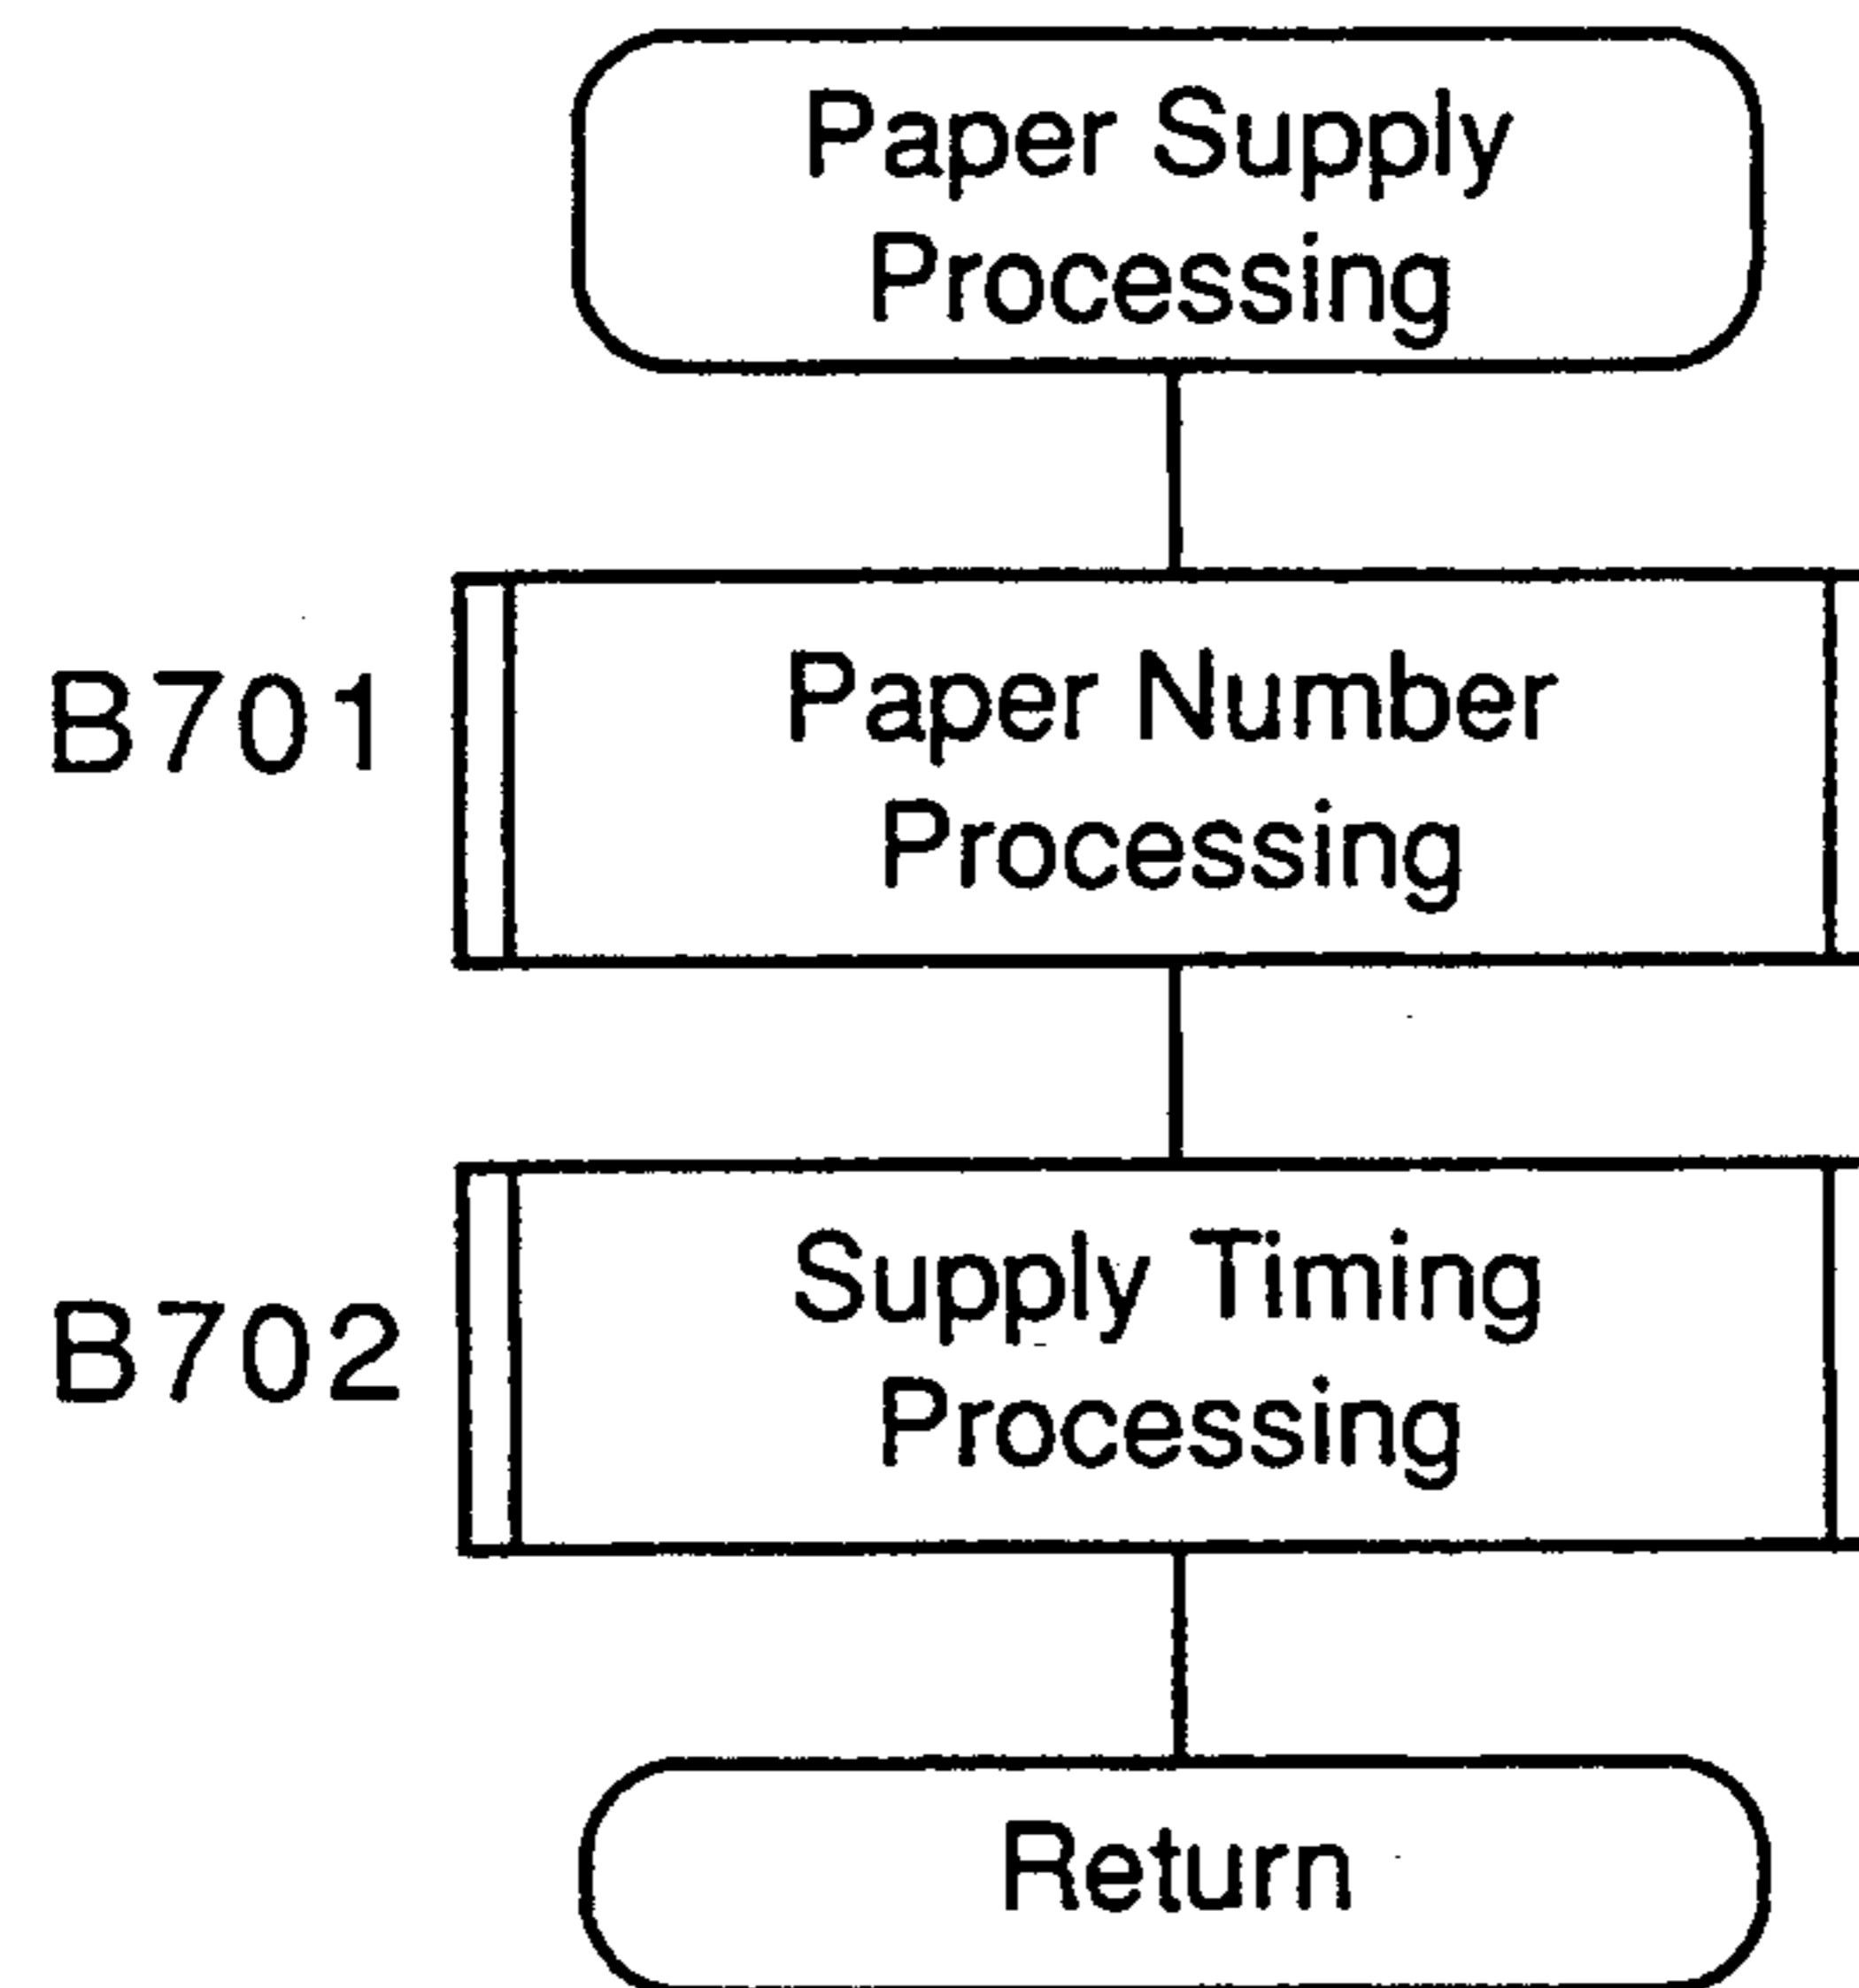 Paper Supply
Processing
B701
Paper Number
Processing
B702
Supply Timing
Processing
Return